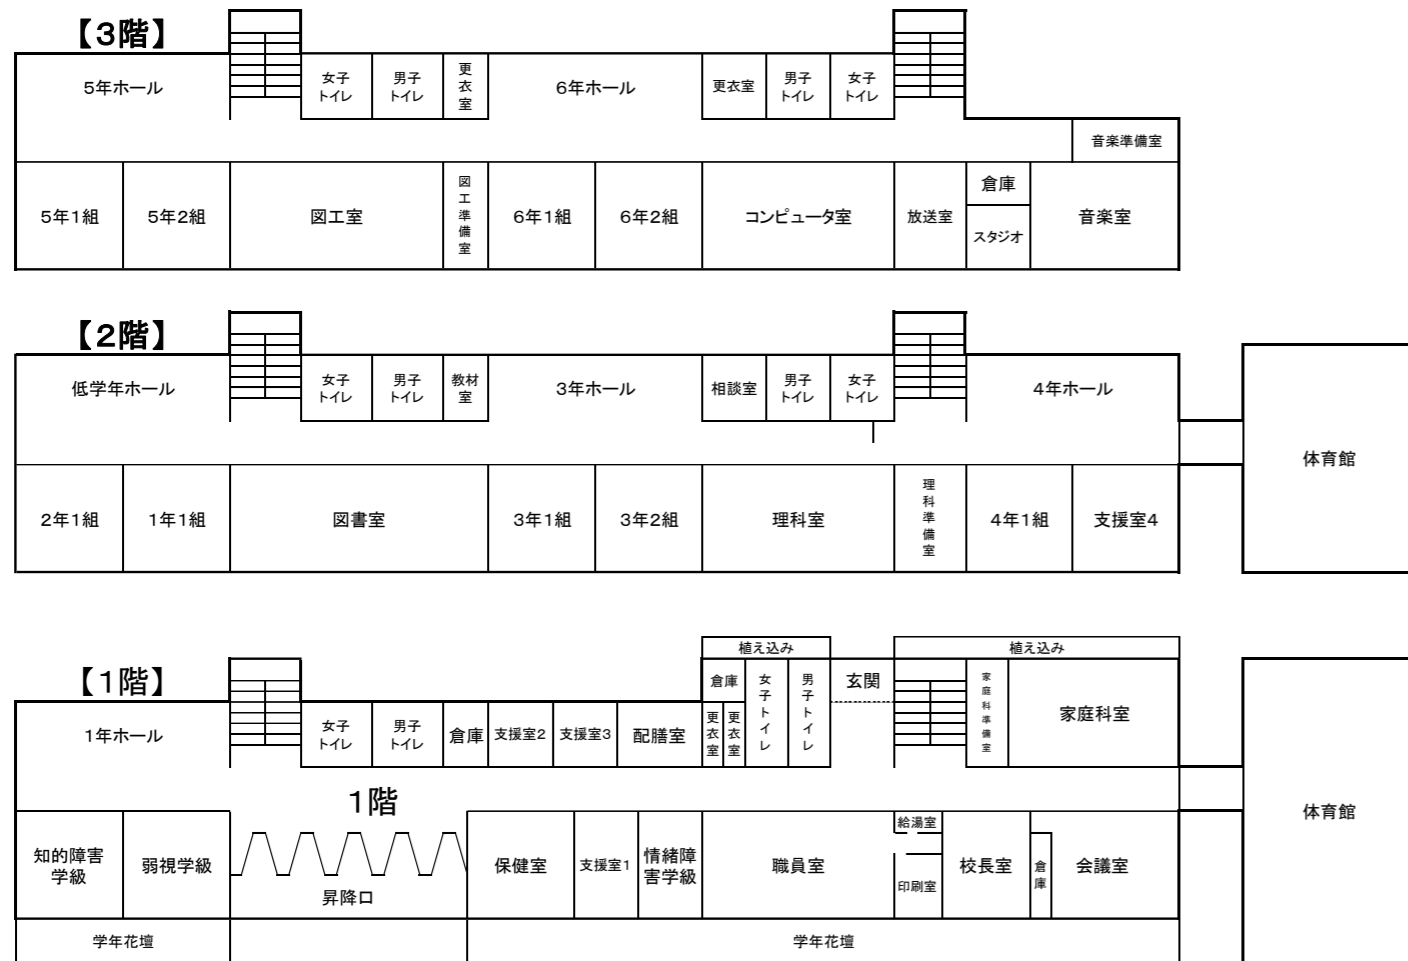 【3階】
5年ホール
女子
トイレ
男子
トイレ
更衣室
6年ホール
更衣室
男子
トイレ
女子
トイレ
音楽準備室
5年1組
5年2組
図工室
図工準備室
6年1組
6年2組
コンピュータ室
放送室
倉庫
スタジオ
音楽室
【2階】
低学年ホール
女子
トイレ
男子
トイレ
教材
室
3年ホール
相談室
男子
トイレ
女子
トイレ
4年ホール
体育館
2年1組
1年1組
図書室
3年1組
3年2組
理科室
理科準備室
4年1組
支援室4
【1階】
植え込み
植え込み
1年ホール
女子
トイレ
男子
トイレ
倉庫
支援室2
支援室3
配膳室
倉庫
更衣室
更衣室
女子トイレ
男子トイレ
玄関
家庭科準備室
家庭科室
1階
体育館
知的障害
学級
弱視学級
昇降口
保健室
支援室1
情緒障
害学級
職員室
給湯室
印刷室
校長室
倉庫
会議室
学年花壇
学年花壇